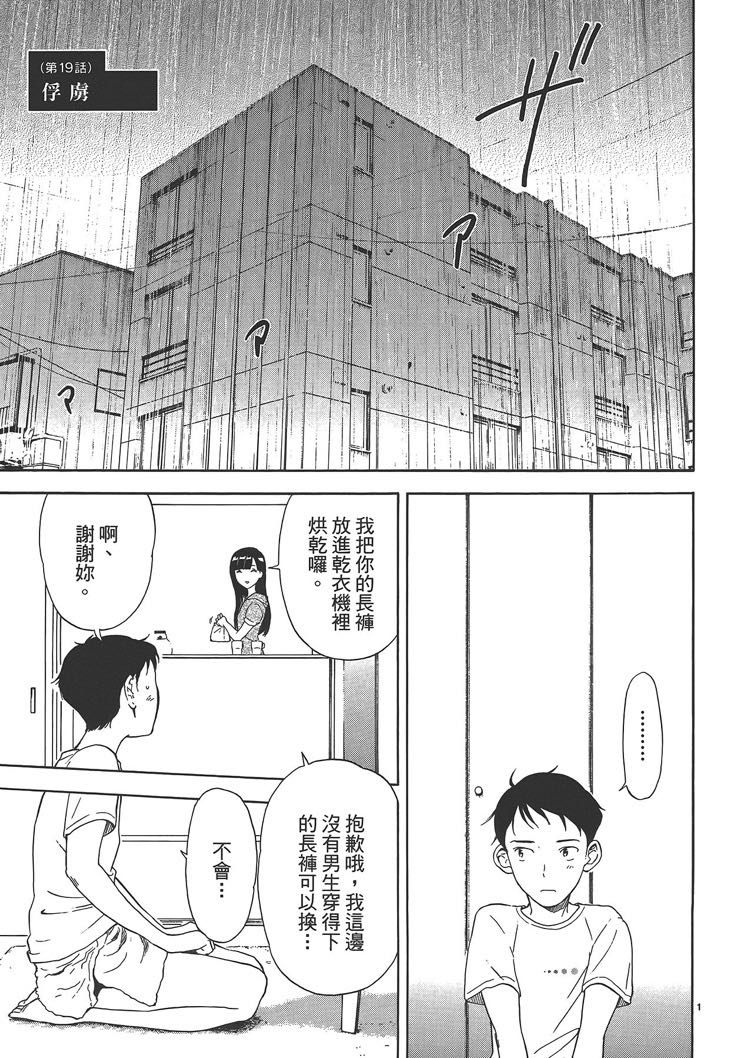 (第19話)
俘虜
ザ
ア
ア
ア
………
我把你的長褲
放進乾衣機裡
烘乾囉。
啊、
謝謝妳。
抱歉哦,我這邊
沒有男生穿得下
的長褲可以換…
不會…
1